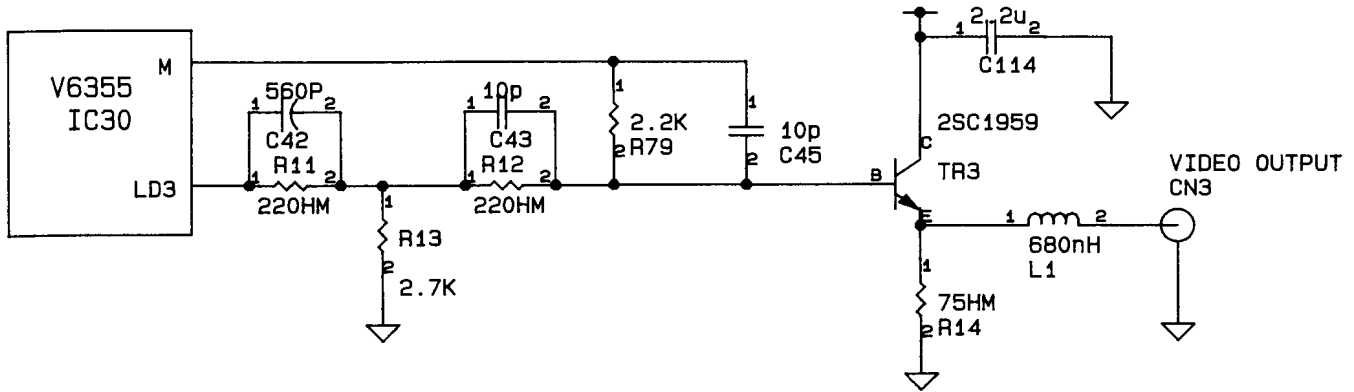 2.2u
1
2
C114
V6355
IC30
M
LD3
560P
1
2
C42
R11
1
2
220HM
10p
1
2
C43
R12
1
2
220HM
1
2.2K
2
R79
1
10p
2
C45
1
R13
2
2.7K
2SC1959
C
B
TR3
E
1
2
680nH
L1
VIDEO OUTPUT
CN3
1
75HM
2
R14